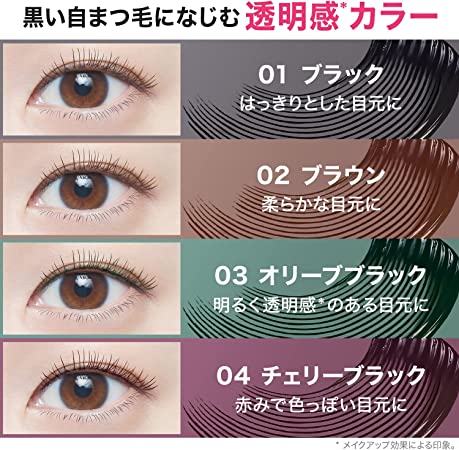 黒い自まつ毛になじむ 透明感*カラー
01 ブラック
はっきりとした目元に
02 ブラウン
柔らかな目元に
03 オリーブブラック
明るく透明感*のある目元に
04 チェリーブラック
赤みで色っぽい目元に
* メイクアップ効果による印象。